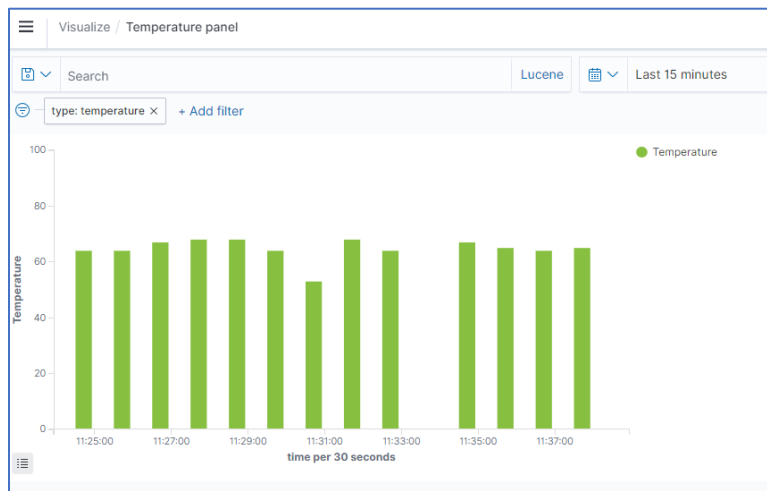 Visualize / Temperature panel
Search Lucene Last 15 minutes
type: temperature × + Add filter
Temperature
100
80
60
40
20
0
Temperature
11:25:00 11:27:00 11:29:00 11:31:00 11:33:00 11:35:00 11:37:00
time per 30 seconds